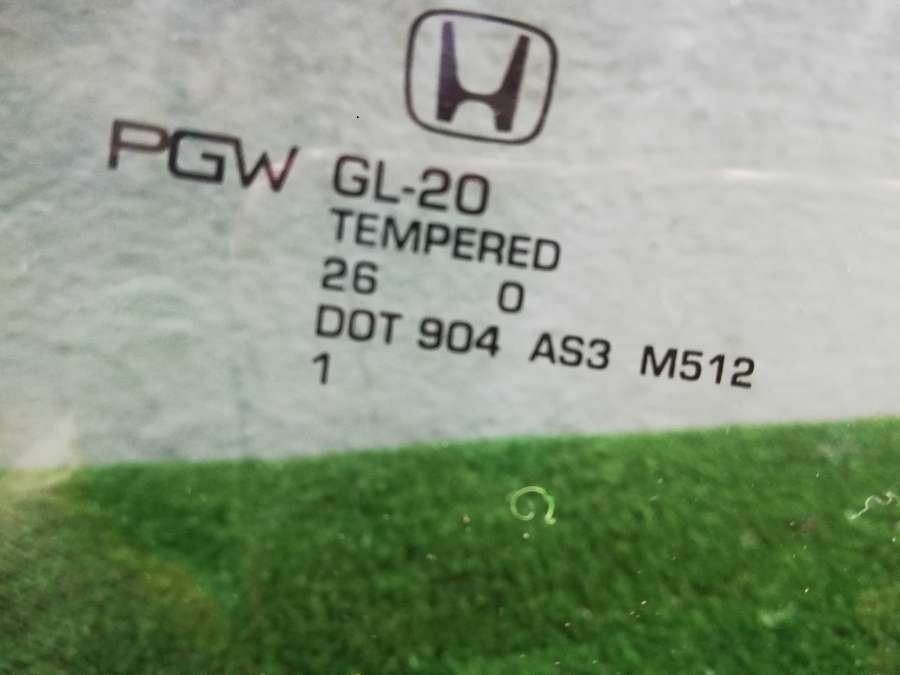 PGW GL-20
TEMPERED
26 0
DOT 904 AS3 M512
1